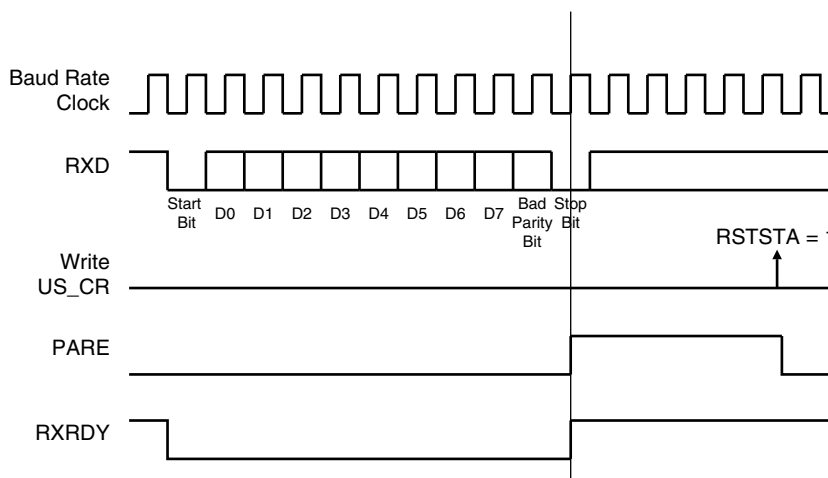 Baud Rate
Clock
RXD
Start
Bit
D0 D1 D2 D3 D4 D5 D6 D7
Bad
Parity
Bit
Stop
Bit
RSTSTA =
Write
US_CR
PARE
RXRDY